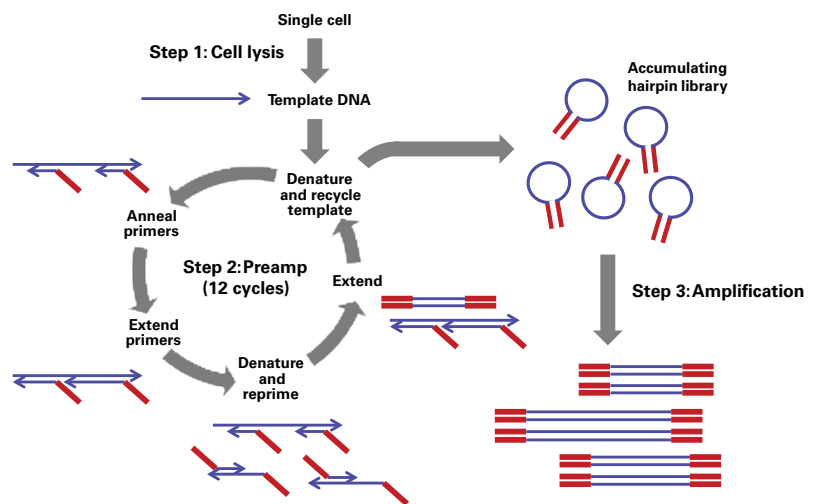 Single cell
Step 1: Cell lysis
Template DNA
Accumulating
hairpin library
Denature
and recycle
template
Anneal
primers
Step 2: Preamp
(12 cycles)
Extend
Extend
primers
Denature
and
reprime
Step 3: Amplification